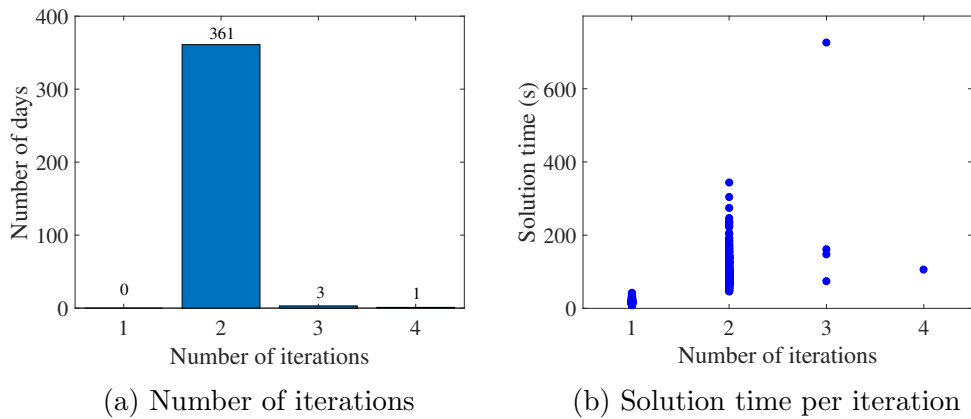 400
300
200
100
0
Number of days
0
361
3
1
1 2 3 4
Number of iterations
(a) Number of iterations
600
400
200
0
Solution time (s)
1 2 3 4
Number of iterations
(b) Solution time per iteration